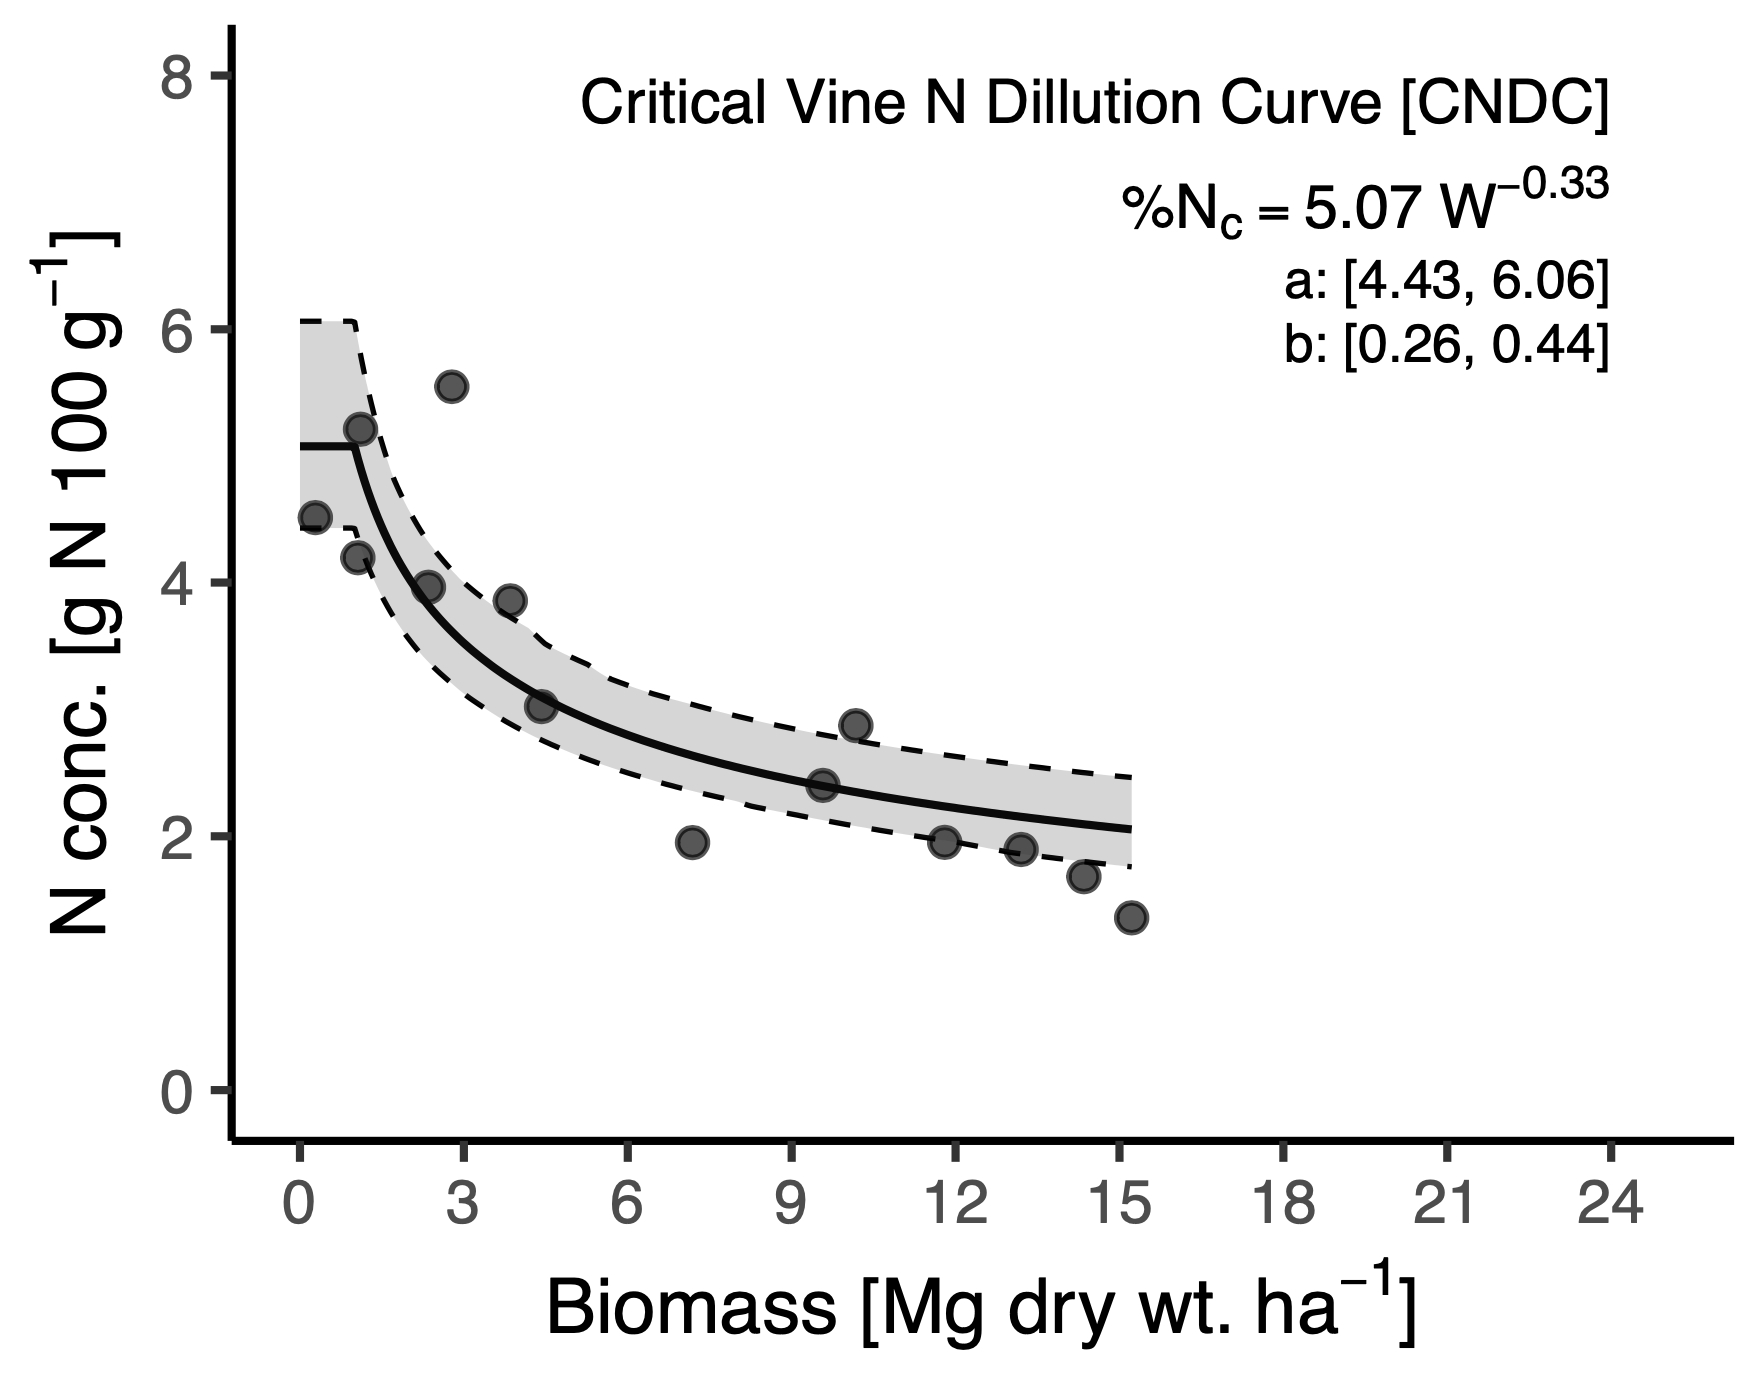 Critical Vine N Dillution Curve [CNDC]
%Nc = 5.07 W−0.33
a: [4.43, 6.06]
b: [0.26, 0.44]
N conc. [g N 100 g−1]
8
6
4
2
0
0 3 6 9 12 15 18 21 24
Biomass [Mg dry wt. ha−1]